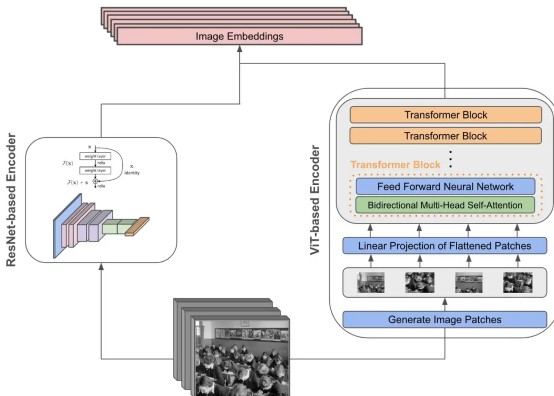 Image Embeddings
ResNet-based Encoder
x
weight layer
F(x)
relu
weight layer
x
identity
F(x) + x
relu
ViT-based Encoder
Transformer Block
Transformer Block
Transformer Block
Feed Forward Neural Network
Bidirectional Multi-Head Self-Attention
Linear Projection of Flattened Patches
Generate Image Patches